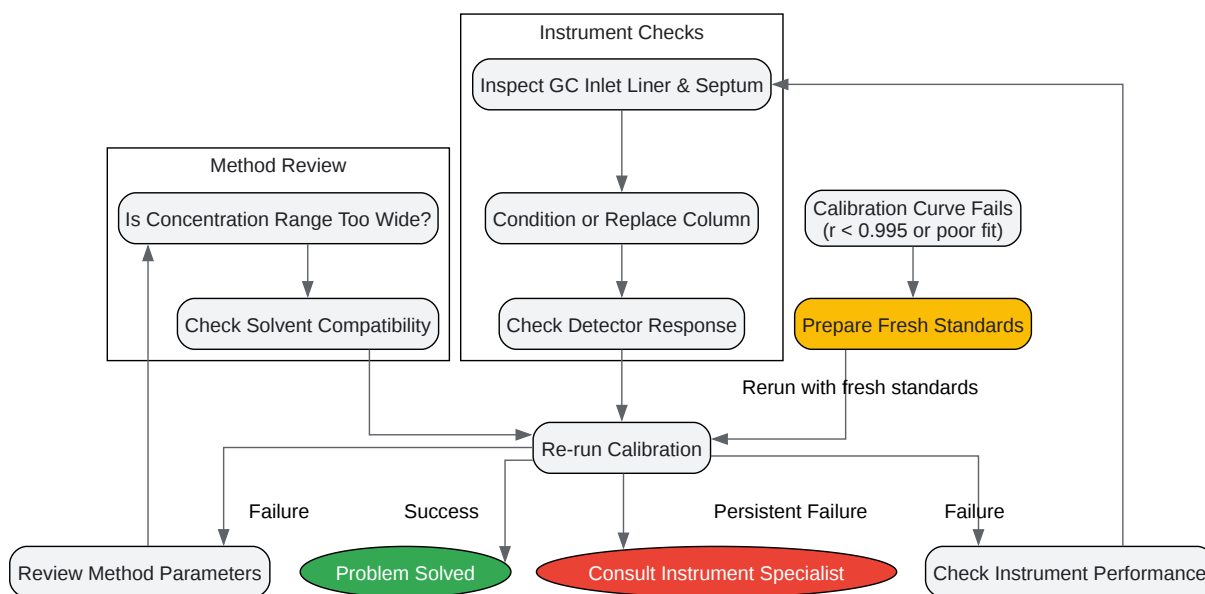 Instrument Checks
Inspect GC Inlet Liner & Septum
Method Review
Is Concentration Range Too Wide?
Condition or Replace Column
Calibration Curve Fails
(r < 0.995 or poor fit)
Check Solvent Compatibility
Check Detector Response
Prepare Fresh Standards
Rerun with fresh standards
Re-run Calibration
Failure
Success
Persistent Failure
Failure
Review Method Parameters
Problem Solved
Consult Instrument Specialist
Check Instrument Performance